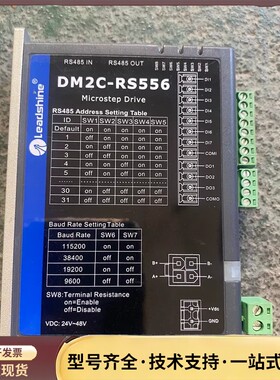 RS485 IN RS485 OUT
Leadshine
DM2C-RS556
Microstep Drive
RS485 Address Setting Table
ID SW1 SW2 SW3 SW4 SW5
Default on on on on on
1 off on on on on
2 on off on on on
3 off off on on on
4 on on off on on
5 off on off on on
30 on off off off off
31 off off off off off
Baud Rate Setting Table
Baud Rate SW6 SW7
115200 on on
38400 off on
19200 on off
9600 off off
SW8:Terminal Resistance
on=Enable
off=Disable
VDC: 24V~48V
DI1
DI2
DI3
DI4
DI5
DI6
DI7
COMI
DO1
DO2
DO3
COMO
B+ B-
A+ A-
+Vdc
GND
型号齐全·技术支持·一